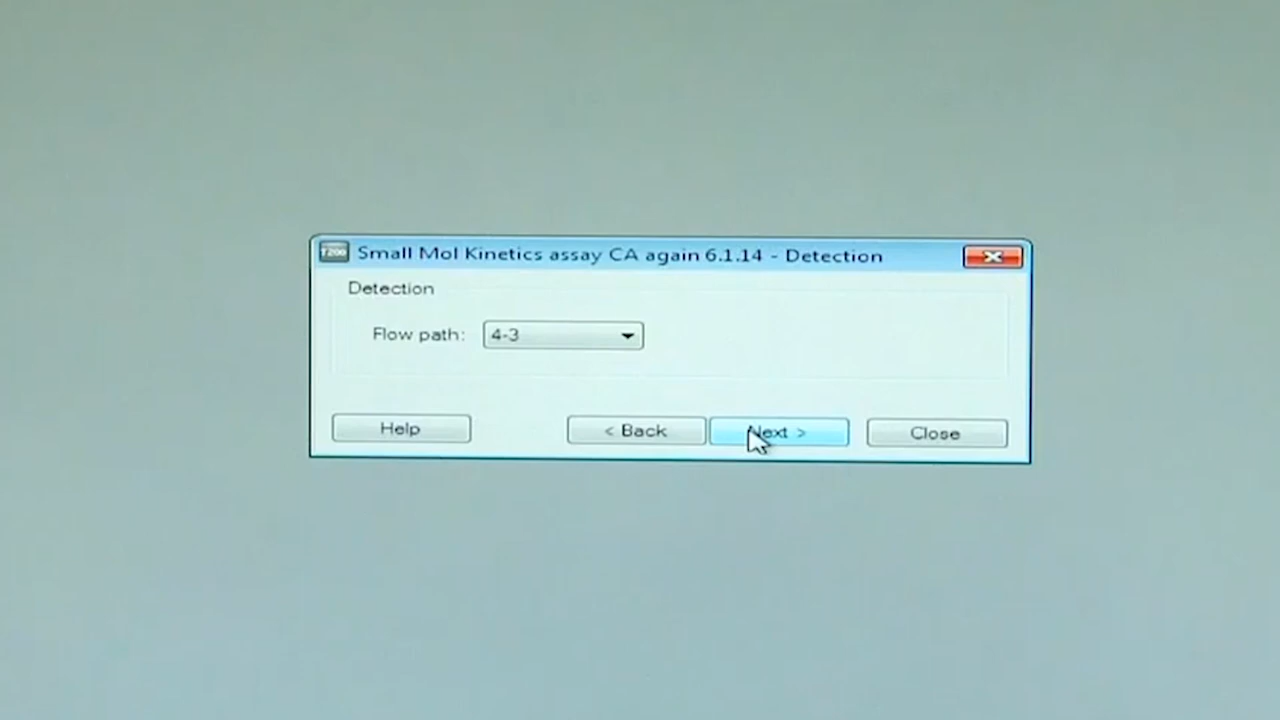 T200 Small Mol Kinetics assay CA again 6.1.14 - Detection
Detection
Flow path: 4-3
Help < Back Next > Close